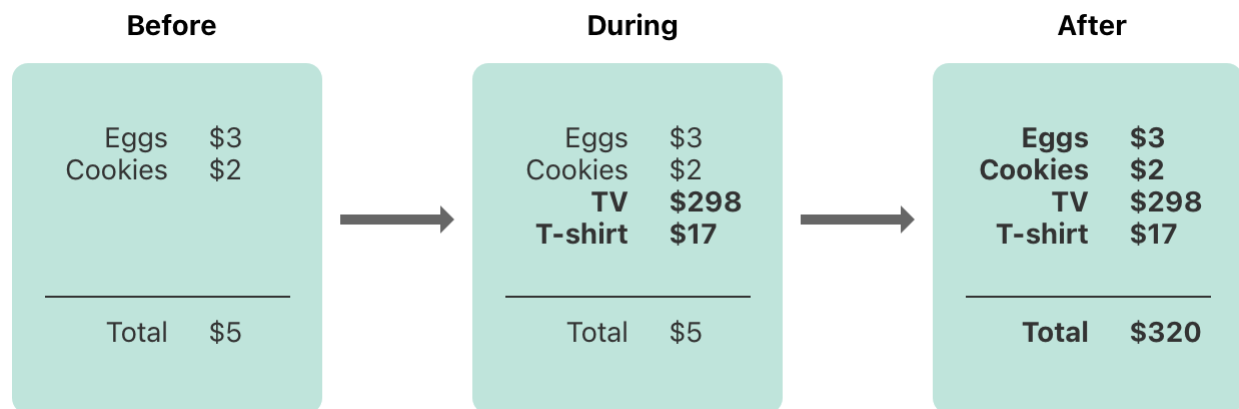 Before
Eggs $3
Cookies $2
Total $5
During
Eggs $3
Cookies $2
TV $298
T-shirt $17
Total $5
After
Eggs $3
Cookies $2
TV $298
T-shirt $17
Total $320